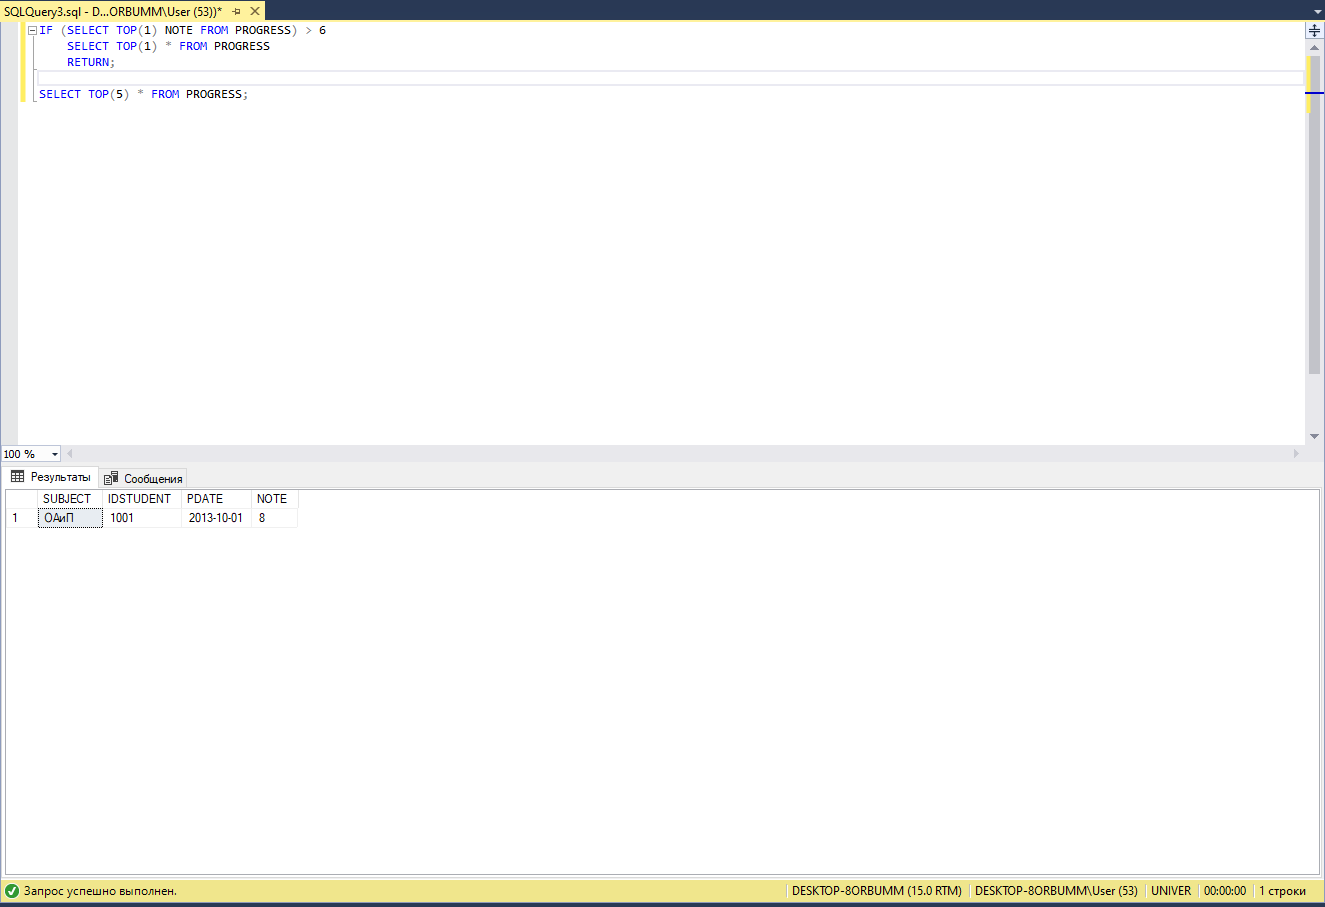 SQLQuery3.sql - D...ORBUMM\User (53))*
IF (SELECT TOP(1) NOTE FROM PROGRESS) > 6
SELECT TOP(1) * FROM PROGRESS
RETURN;
SELECT TOP(5) * FROM PROGRESS;
100 %
Результаты Сообщения
SUBJECT IDSTUDENT PDATE NOTE
1 ОАиП 1001 2013-10-01 8
Запрос успешно выполнен. DESKTOP-8ORBUMM (15.0 RTM) DESKTOP-8ORBUMM\User (53) UNIVER 00:00:00 1 строки